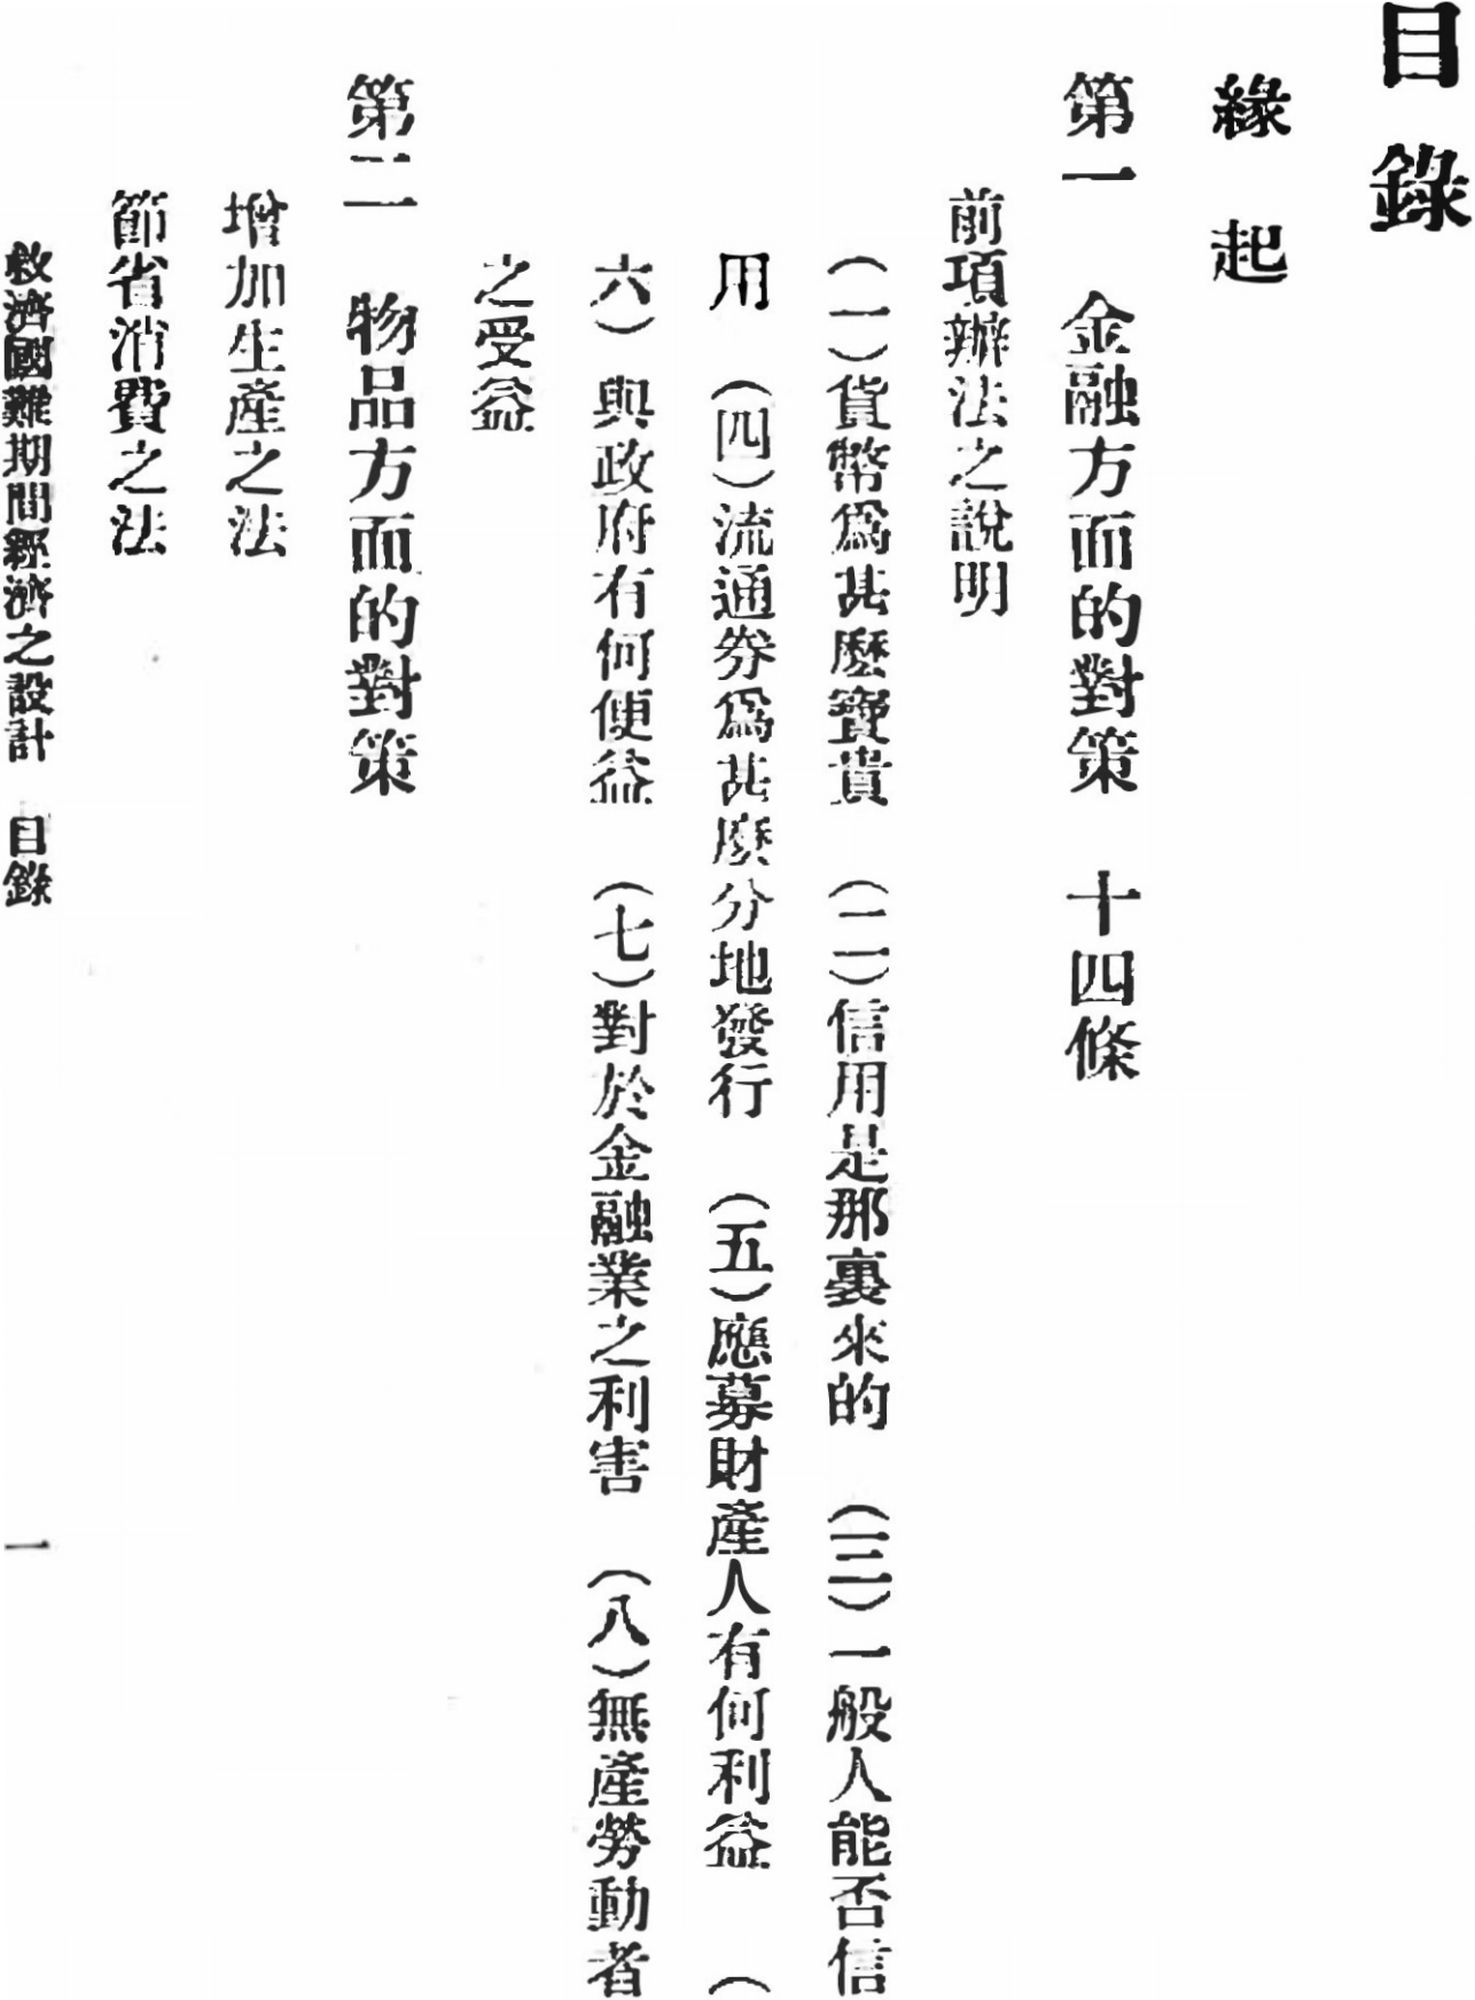 目錄
緣起
第一　金融方面的對策　十四條
前項辦法之說明
（一）貨幣爲甚麼寶貴　（二）信用是那裏來的　（三）一般人能否信
用　（四）流通券爲甚麼分地發行　（五）應募財產人有何利益　（
六）與政府有何便益　（七）對於金融業之利害　（八）無產勞動者
之受益
第二　物品方面的對策
增加生產之法
節省消費之法
救濟國難期間經濟之設計　目錄　一